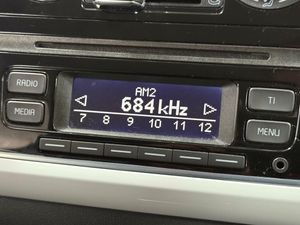 RADIO
MEDIA
AM2
684 kHz
7 8 9 10 11 12
TI
MENU